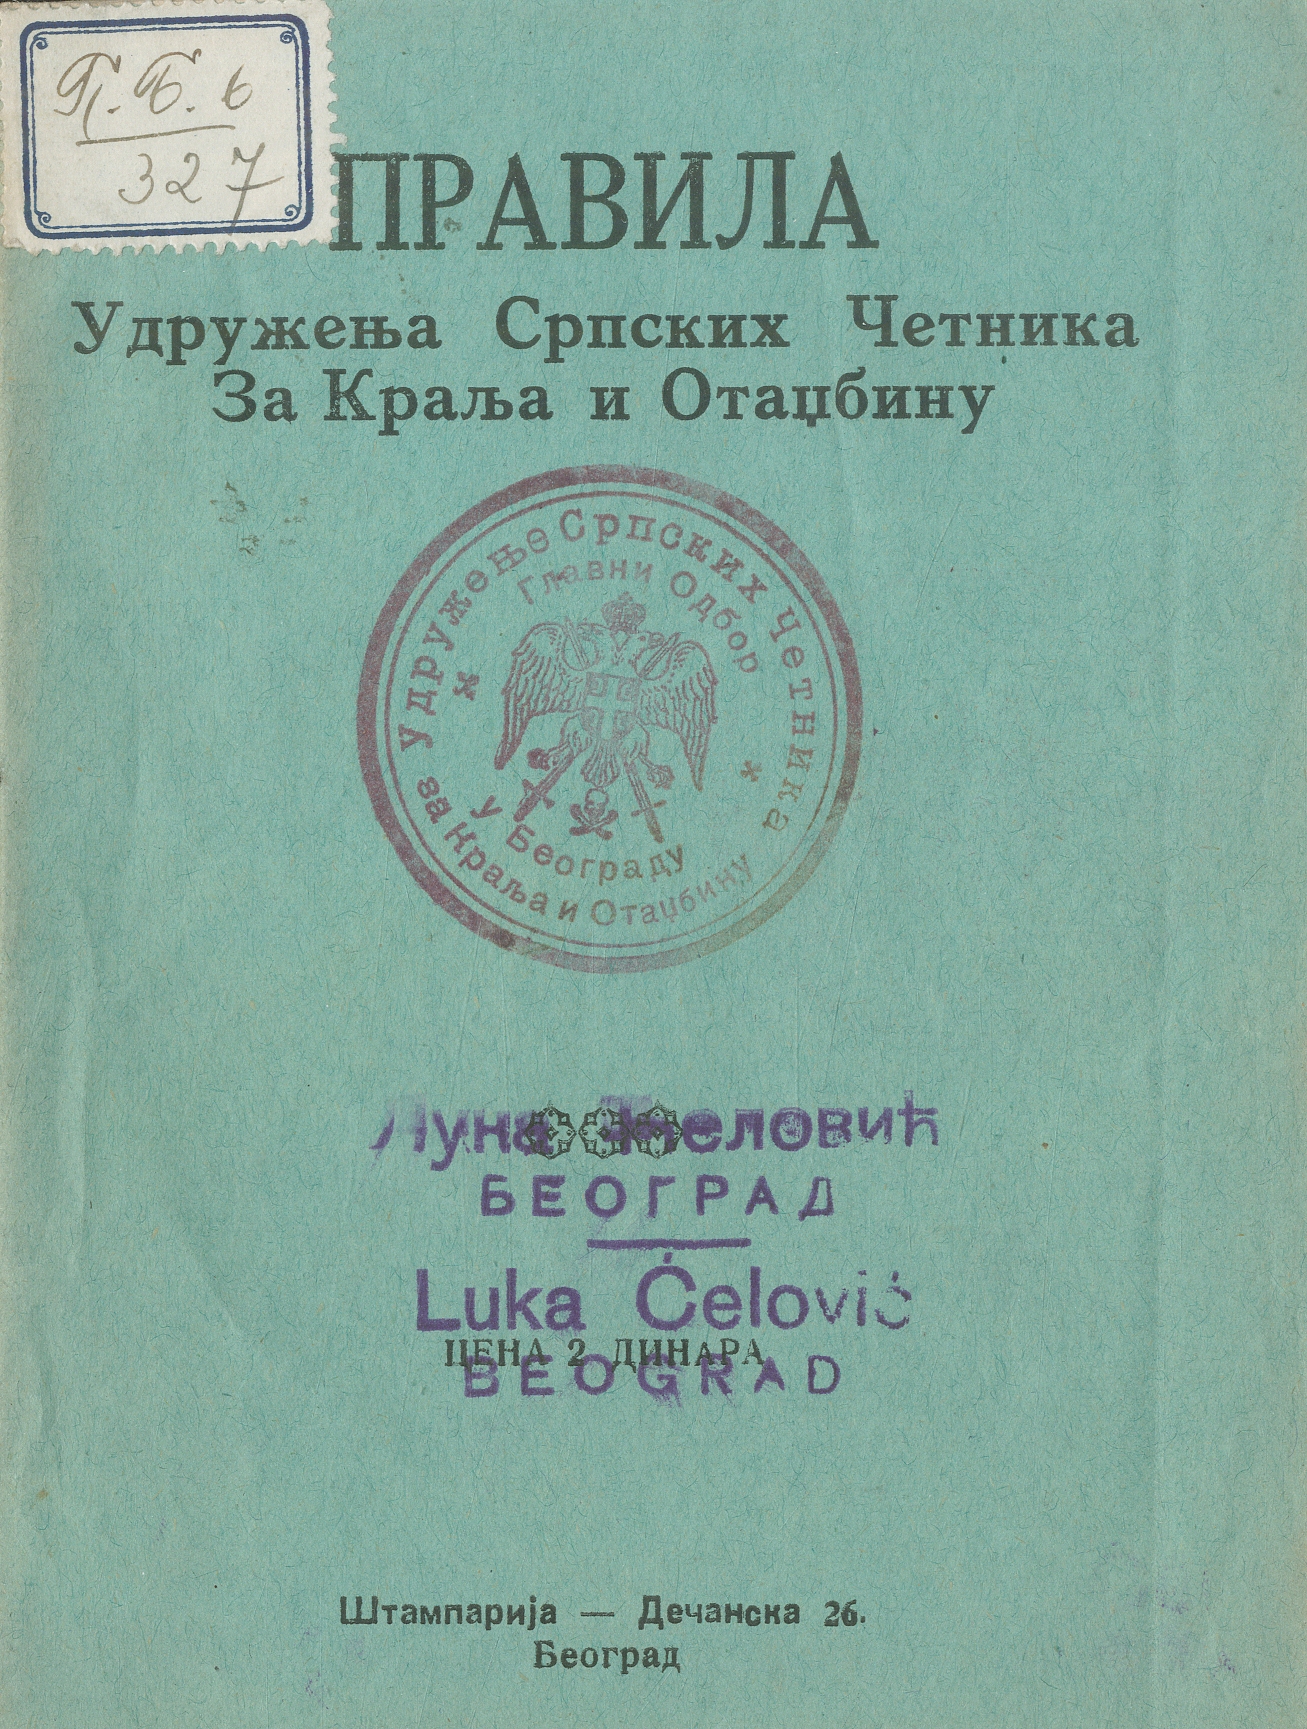 П.Б. 6
327
ПРАВИЛА
Удружења Српских Четника
За Краља и Отаџбину
Удружење Српских Четника
за Краља и Отаџбину
Главни Одбор
у Београду
Ћеловић
БЕОГРАД
Luka Ćelović
ЦЕНА 2 ДИНАРА
BEOGRAD
Штампарија — Дечанска 26.
Београд